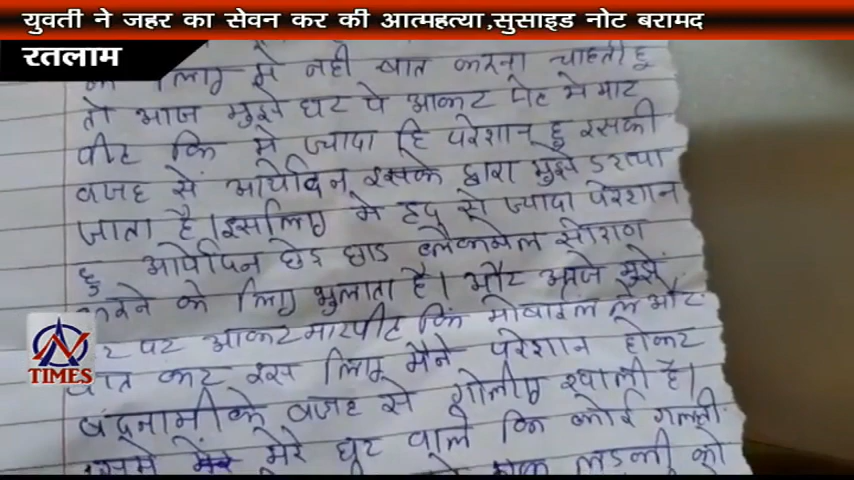 युवती ने जहर का सेवन कर की आत्महत्या,सुसाइड नोट बरामद
रतलाम
लिए मे नही बात करना चाहती हू
तो आज मुझे घर पे आकर मेरे से मार
पीट कि मे ज्यादा हि परेशान हु इसकी
वजह से आयेदिन इसके द्वारा मुझे डराया
जाता है। इसलिए मे हद से ज्यादा परेशान
हु आयेदिन छेड छाड ब्लैकमेल
करने के लिए भुलाता है। और आज मुझे
पर आकर मारपीट कि मोबाईल ले और
बात कर इस लिए मैने परेशान होकर
बदनामी के वजह से गोलीए खाली है।
इसमे मेरे घर वाले कि कोई गलती
लडली को
TIMES